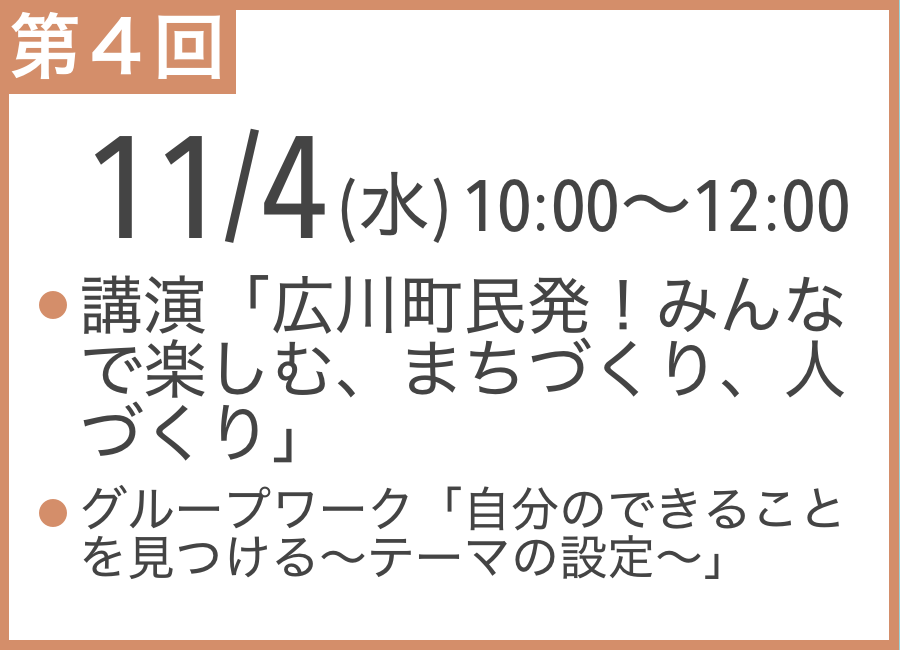 第4回
11/4(水)10:00〜12:00
●講演「広川町民発！みんな
で楽しむ、まちづくり、人
づくり」
●グループワーク「自分のできること
を見つける〜テーマの設定〜」